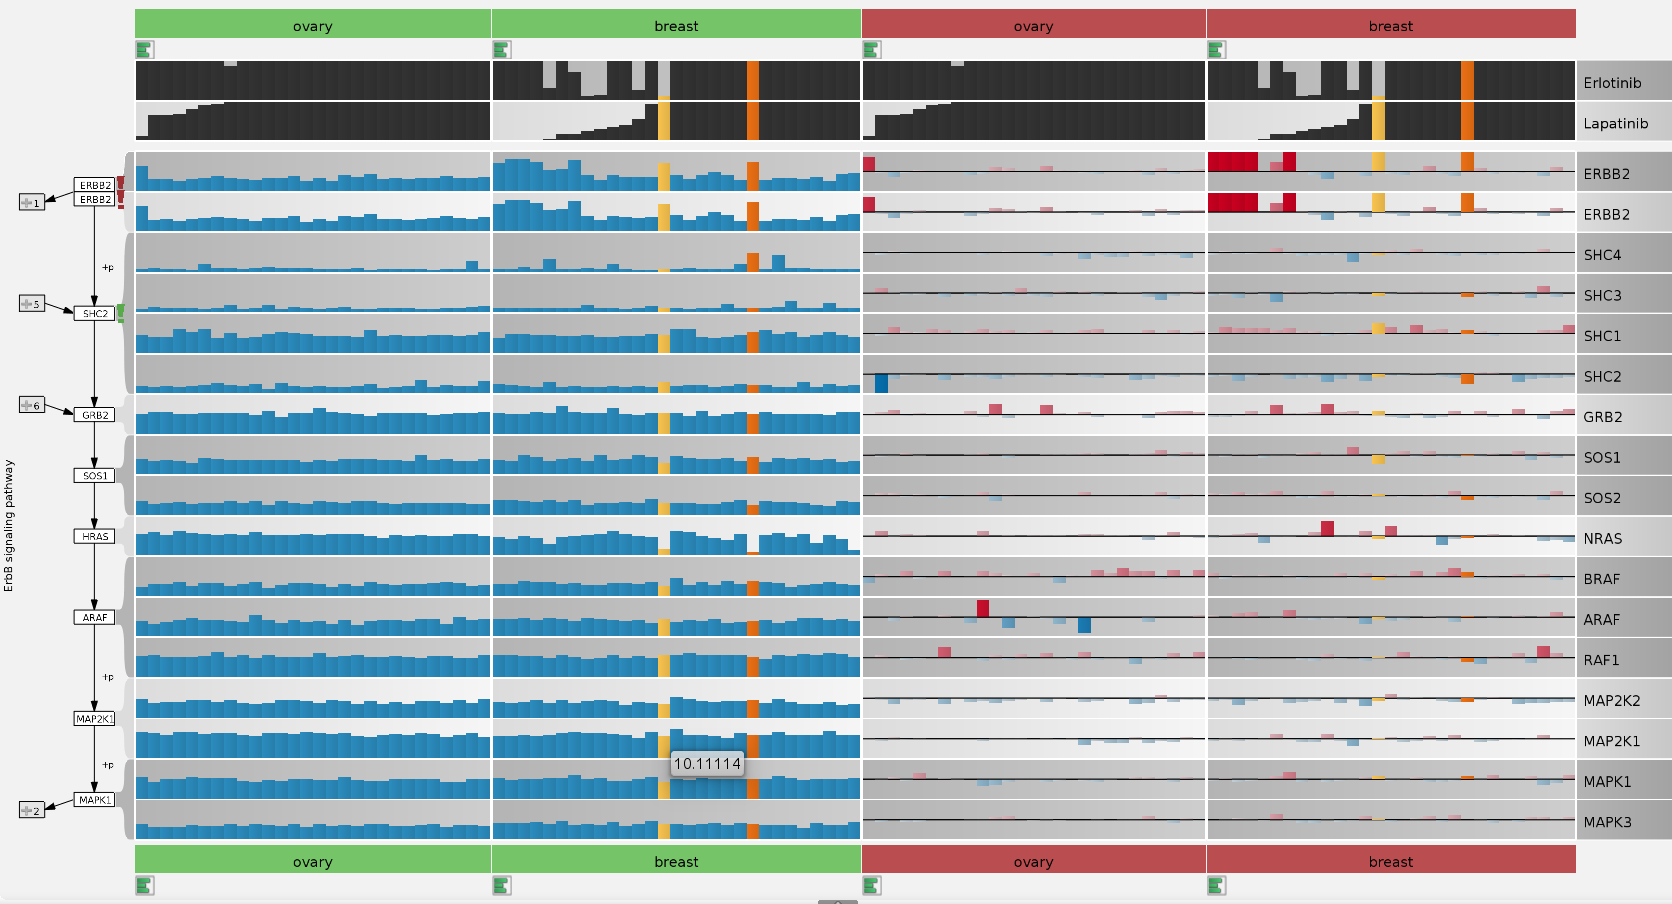 ovary breast ovary breast
Erlotinib
Lapatinib
ERBB2
ERBB2
SHC4
SHC3
SHC1
SHC2
GRB2
SOS1
SOS2
NRAS
BRAF
ARAF
RAF1
MAP2K2
MAP2K1
MAPK1
MAPK3
ErbB signaling pathway
ERBB2
ERBB2
+1
+p
+5
SHC2
+6
GRB2
SOS1
HRAS
ARAF
+p
MAP2K1
+p
MAPK1
+2
10.11114
ovary breast ovary breast